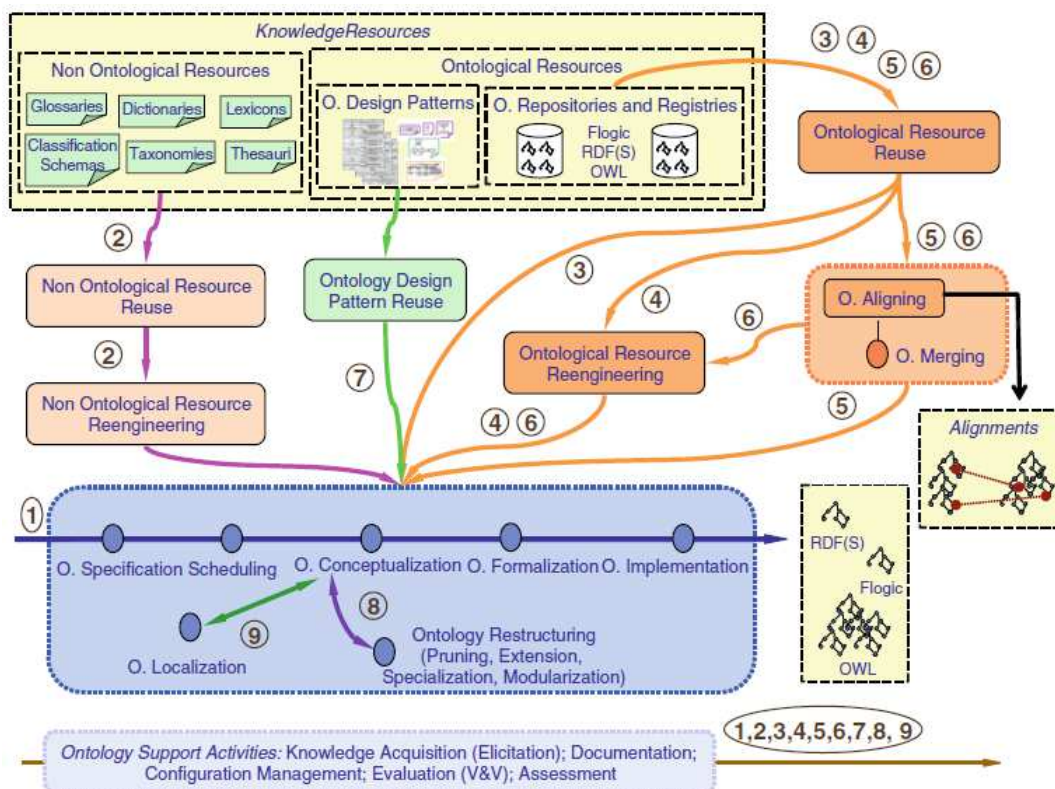 KnowledgeResources
Non Ontological Resources
Glossaries
Dictionaries
Lexicons
Classification
Schemas
Taxonomies
Thesauri
Ontological Resources
O. Design Patterns
O. Repositories and Registries
Flogic
RDF(S)
OWL
3 4
5 6
Ontological Resource
Reuse
2
3
5 6
Non Ontological Resource
Reuse
Ontology Design
Pattern Reuse
4
6
O. Aligning
O. Merging
2
7
Ontological Resource
Reengineering
Non Ontological Resource
Reengineering
4 6
5
Alignments
1
O. Specification
Scheduling
O. Conceptualization
O. Formalization
O. Implementation
9
8
O. Localization
Ontology Restructuring
(Pruning, Extension,
Specialization, Modularization)
RDF(S)
Flogic
OWL
1,2,3,4,5,6,7,8, 9
Ontology Support Activities: Knowledge Acquisition (Elicitation); Documentation;
Configuration Management; Evaluation (V&V); Assessment